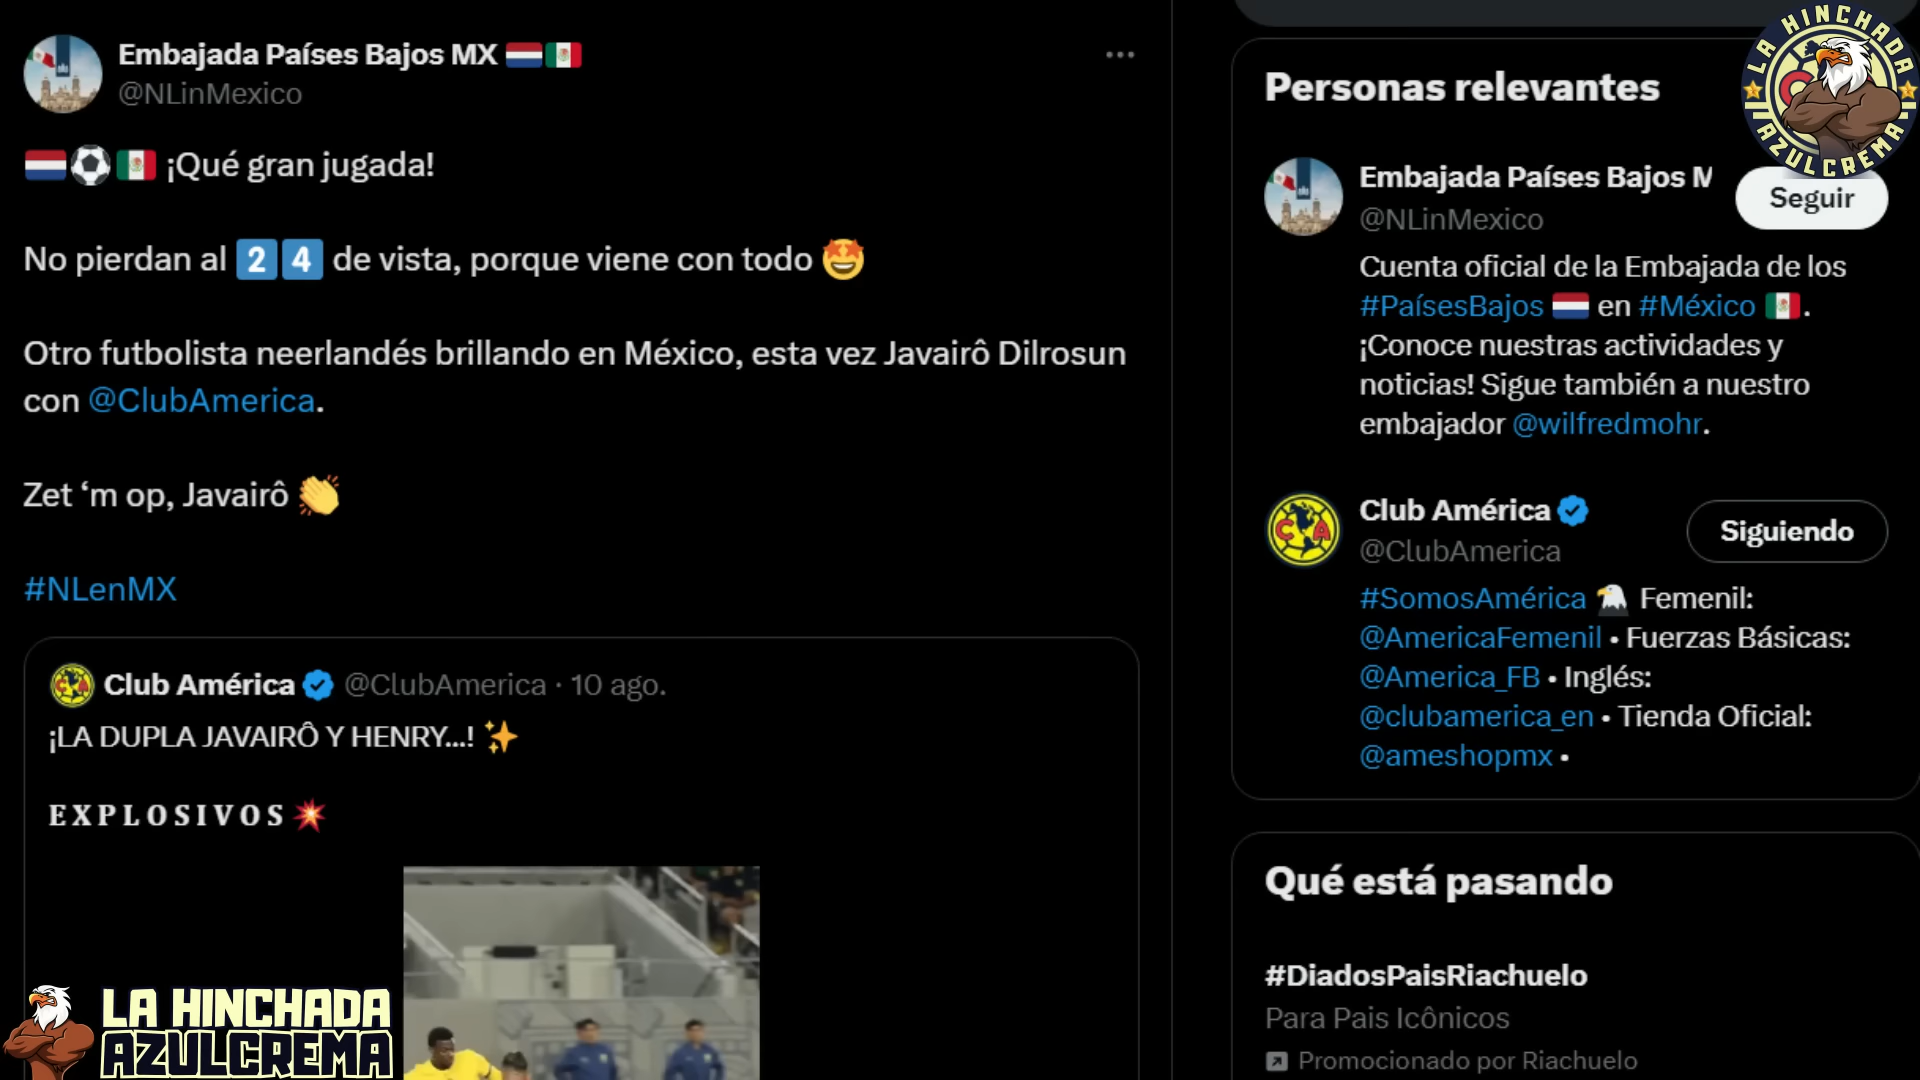 Embajada Países Bajos MX
@NLinMexico
¡Qué gran jugada!
No pierdan al 2 4 de vista, porque viene con todo
Otro futbolista neerlandés brillando en México, esta vez Javairô Dilrosun
con @ClubAmerica.
Zet ‘m op, Javairô
#NLenMX
Club América @ClubAmerica · 10 ago.
¡LA DUPLA JAVAIRÔ Y HENRY...!
EXPLOSIVOS
LA HINCHADA
AZULCREMA
Personas relevantes
LA HINCHADA
AZULCREMA
Embajada Países Bajos M
Seguir
@NLinMexico
Cuenta oficial de la Embajada de los
#PaísesBajos en #México .
¡Conoce nuestras actividades y
noticias! Sigue también a nuestro
embajador @wilfredmohr.
CA
Club América
Siguiendo
@ClubAmerica
#SomosAmérica Femenil:
@AmericaFemenil • Fuerzas Básicas:
@America_FB • Inglés:
@clubamerica_en • Tienda Oficial:
@ameshopmx •
Qué está pasando
#DiadosPaisRiachuelo
Para Pais Icônicos
Promocionado por Riachuelo